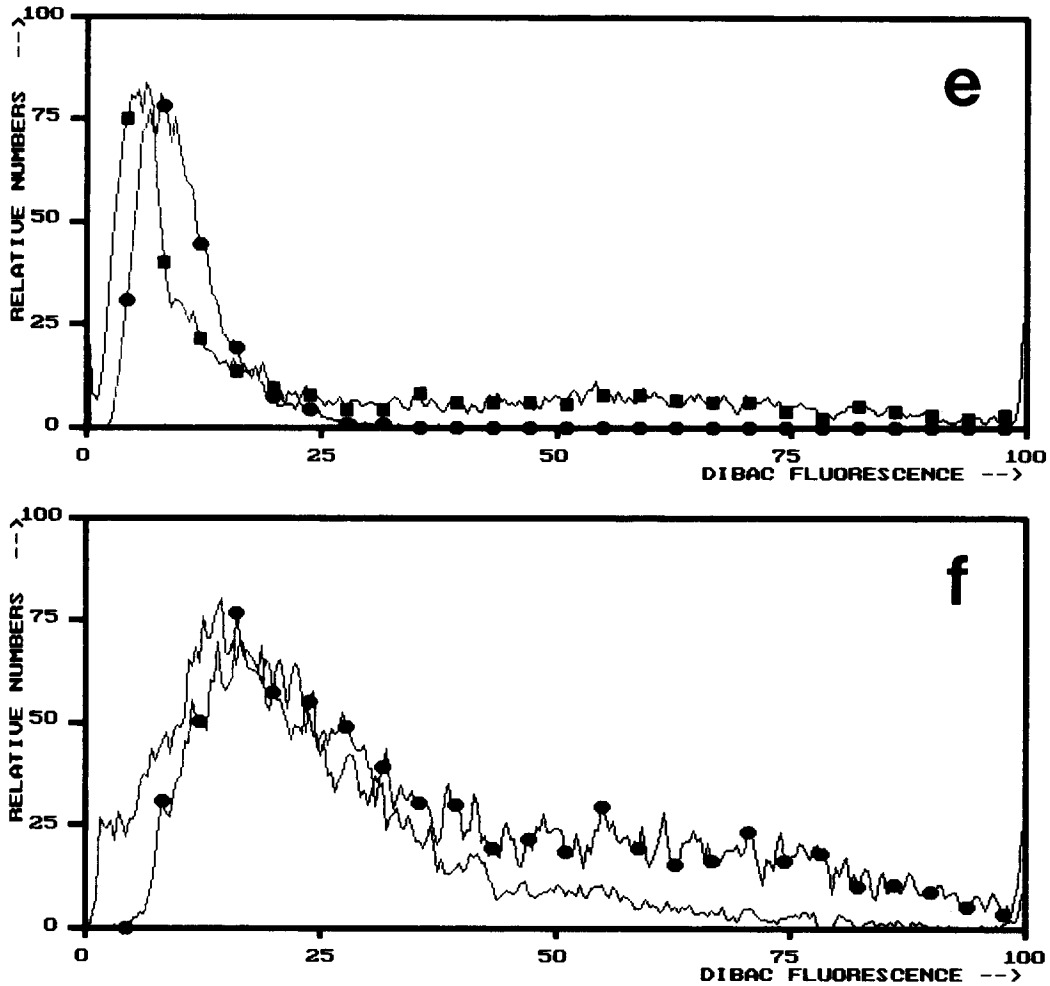 100
RELATIVE NUMBERS -->
75
50
25
0
e
0 25 50 75 100
DIBAC FLUORESCENCE -->
100
RELATIVE NUMBERS -->
75
50
25
0
f
0 25 50 75 100
DIBAC FLUORESCENCE -->